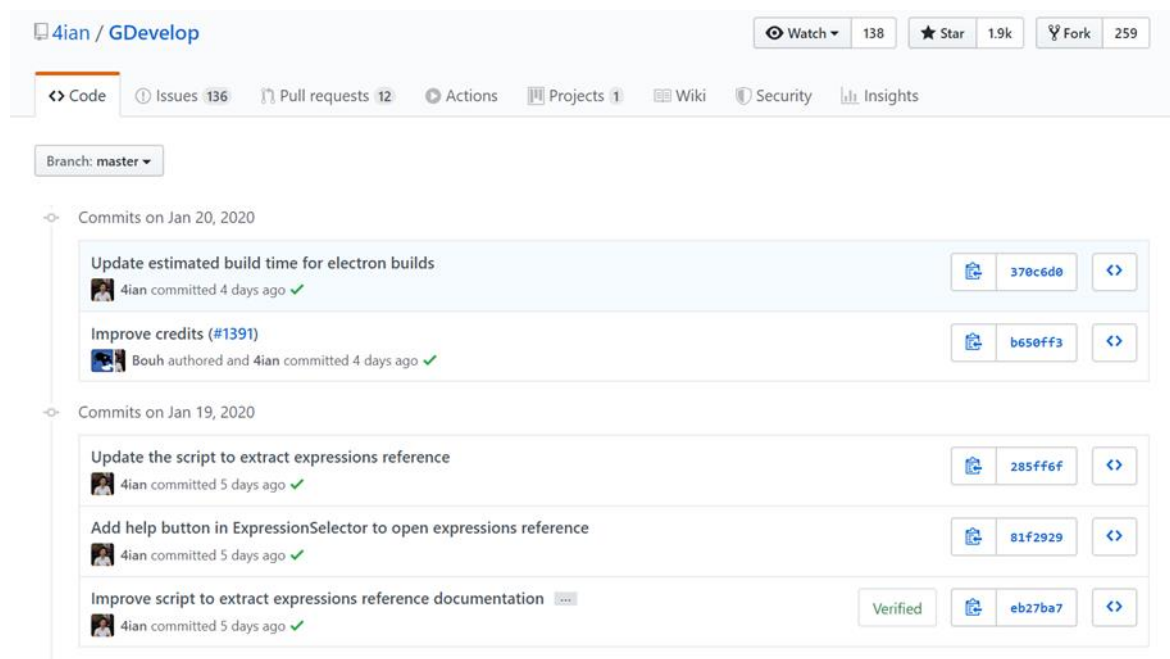 4ian / GDevelop Watch 138 Star 1.9k Fork 259
Code Issues 136 Pull requests 12 Actions Projects 1 Wiki Security Insights
Branch: master
Commits on Jan 20, 2020
Update estimated build time for electron builds
370c6d0
4ian committed 4 days ago
Improve credits (#1391)
b650ff3
Bouh authored and 4ian committed 4 days ago
Commits on Jan 19, 2020
Update the script to extract expressions reference
285ff6f
4ian committed 5 days ago
Add help button in ExpressionSelector to open expressions reference
81f2929
4ian committed 5 days ago
Improve script to extract expressions reference documentation ...
Verified eb27ba7
4ian committed 5 days ago